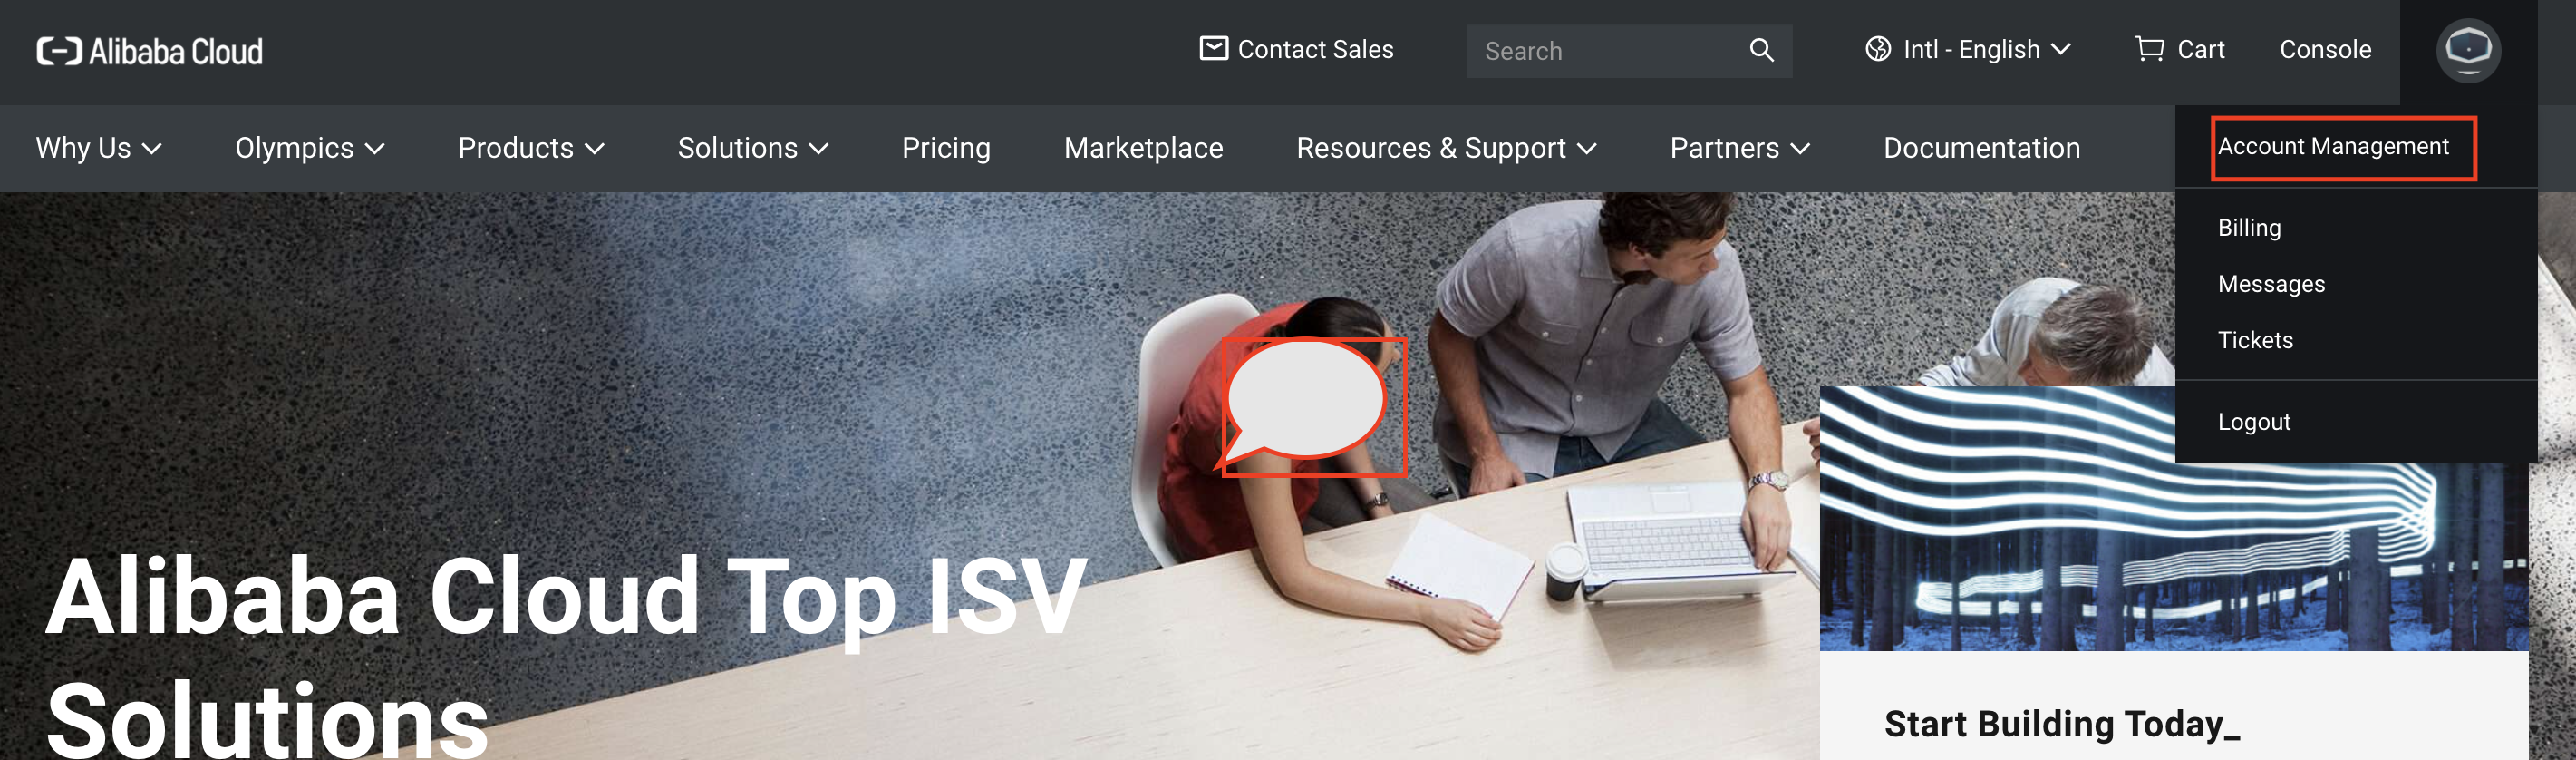 Alibaba Cloud
Contact Sales
Search
Intl - English
Cart
Console
Why Us
Olympics
Products
Solutions
Pricing
Marketplace
Resources & Support
Partners
Documentation
Account Management
Billing
Messages
Tickets
Logout
Alibaba Cloud Top ISV
Solutions
Start Building Today_